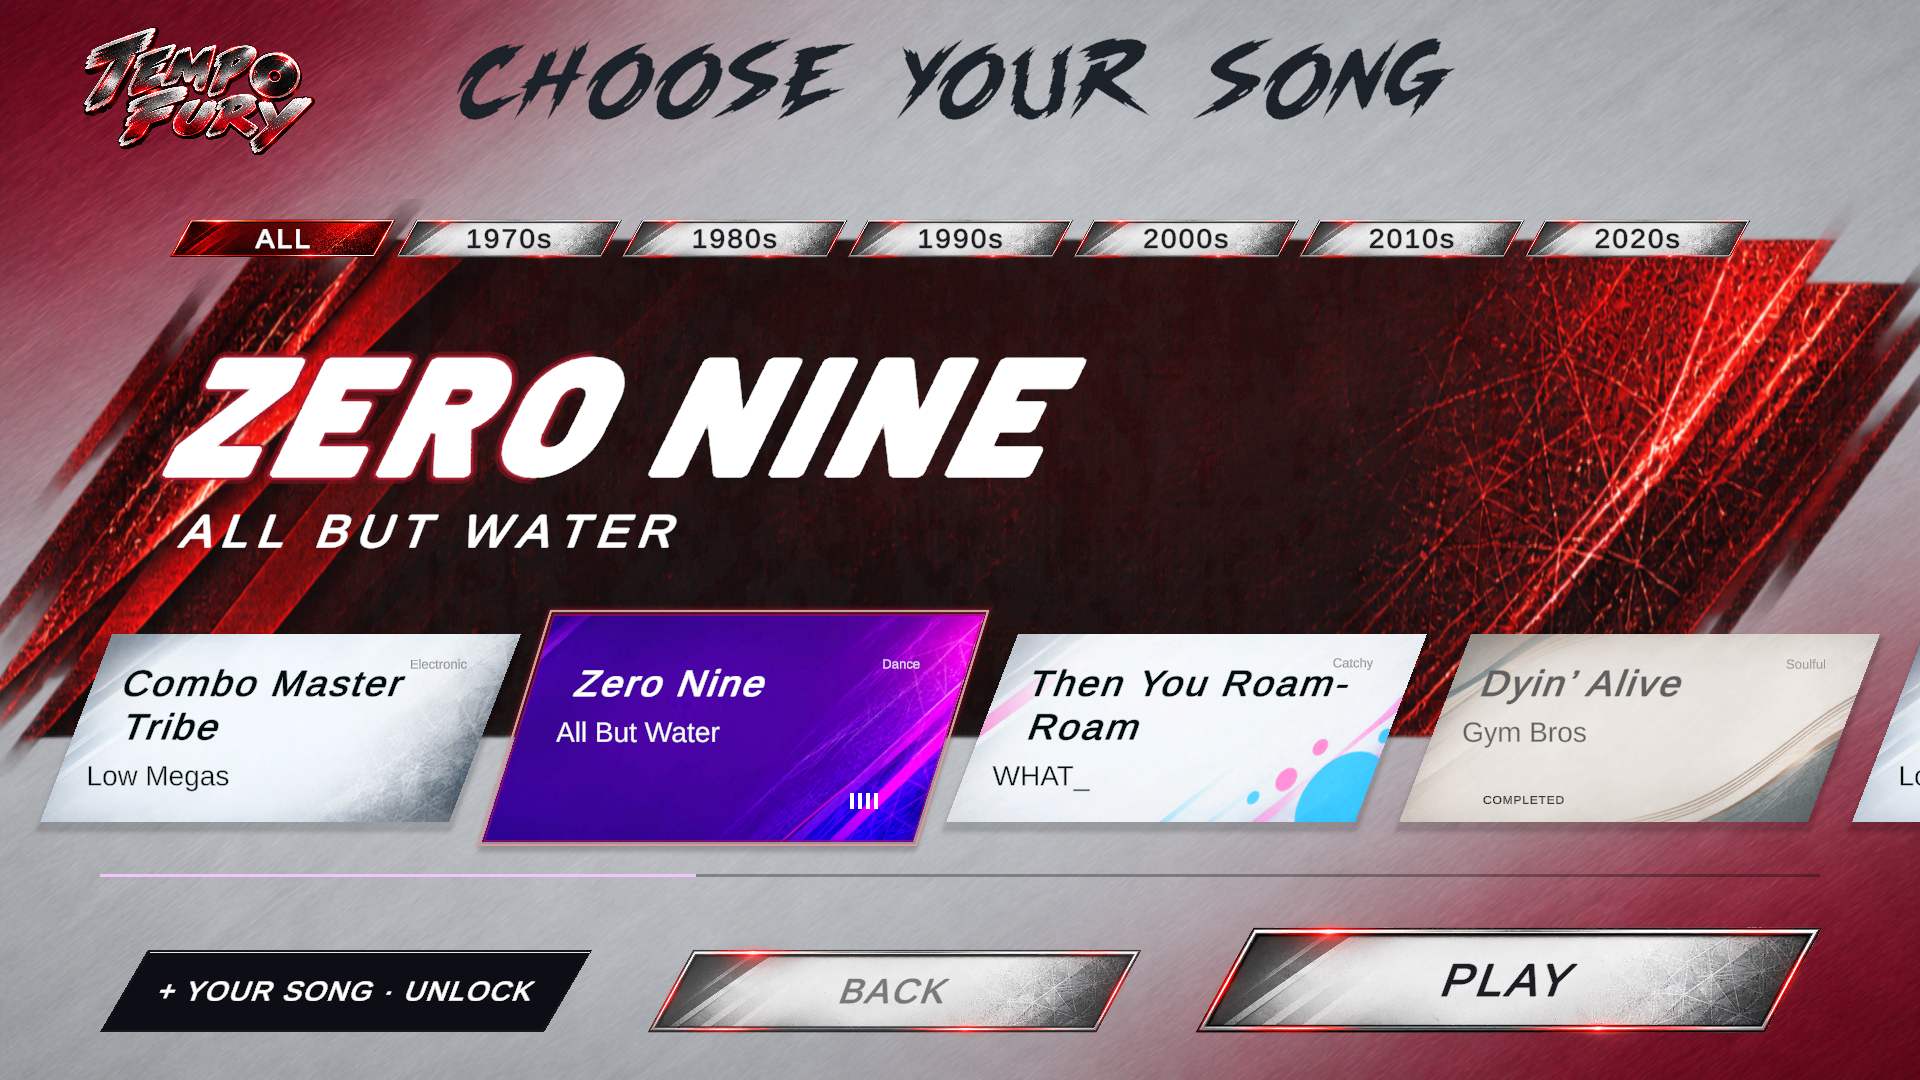 TEMPO
FURY
CHOOSE YOUR SONG
ALL
1970s
1980s
1990s
2000s
2010s
2020s
ZERO NINE
ALL BUT WATER
Electronic
Combo Master
Tribe
Low Megas
Dance
Zero Nine
All But Water
Catchy
Then You Roam-
Roam
WHAT_
Soulful
Dyin’ Alive
Gym Bros
COMPLETED
+ YOUR SONG · UNLOCK
BACK
PLAY